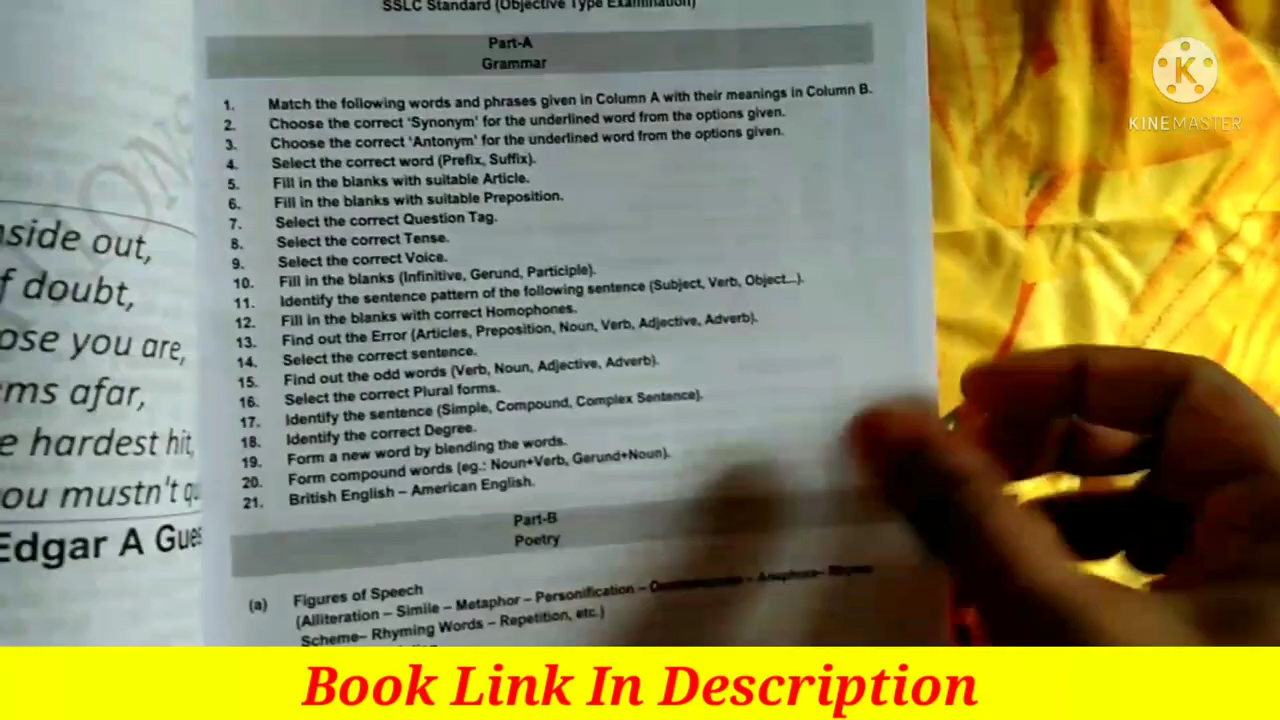 SSLC Standard (Objective Type Examination)
Part-A
Grammar
1. Match the following words and phrases given in Column A with their meanings in Column B.
2. Choose the correct 'Synonym' for the underlined word from the options given.
3. Choose the correct 'Antonym' for the underlined word from the options given.
4. Select the correct word (Prefix, Suffix).
5. Fill in the blanks with suitable Article.
6. Fill in the blanks with suitable Preposition.
7. Select the correct Question Tag.
8. Select the correct Tense.
9. Select the correct Voice.
10. Fill in the blanks (Infinitive, Gerund, Participle).
11. Identify the sentence pattern of the following sentence (Subject, Verb, Object...).
12. Fill in the blanks with correct Homophones.
13. Find out the Error (Articles, Preposition, Noun, Verb, Adjective, Adverb).
14. Select the correct sentence.
15. Find out the odd words (Verb, Noun, Adjective, Adverb).
16. Select the correct Plural forms.
17. Identify the sentence (Simple, Compound, Complex Sentence).
18. Identify the correct Degree.
19. Form a new word by blending the words.
20. Form compound words (eg.: Noun+Verb, Gerund+Noun).
21. British English – American English.
Part-B
Poetry
(a) Figures of Speech
(Alliteration – Simile – Metaphor – Personification – – Anaphora– Rhyme
Scheme– Rhyming Words – Repetition, etc.)
nside out,
f doubt,
ose you are,
ms afar,
e hardest hit,
ou mustn't qu
Edgar A Gues
KINEMASTER
Book Link In Description